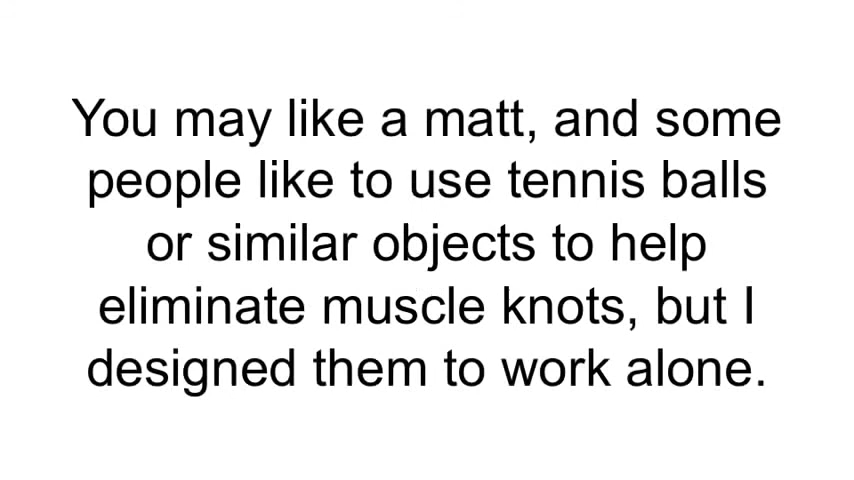 You may like a matt, and some
people like to use tennis balls
or similar objects to help
eliminate muscle knots, but I
designed them to work alone.